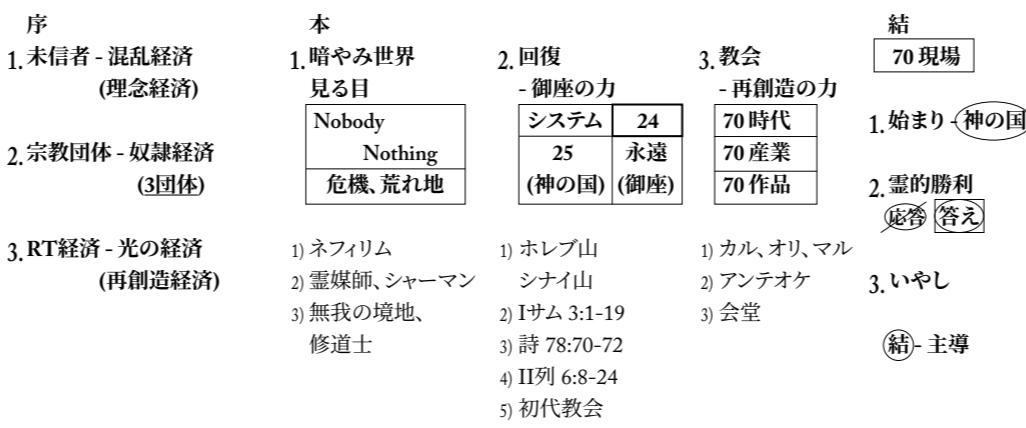 序
1. 未信者 - 混乱経済
(理念経済)
2. 宗教団体 - 奴隷経済
(3団体)
3. RT経済 - 光の経済
(再創造経済)
本
1. 暗やみ世界
見る目
Nobody
Nothing
危機、荒れ地
1) ネフィリム
2) 霊媒師、シャーマン
3) 無我の境地、
修道士
2. 回復
- 御座の力
システム 24
25 永遠
(神の国) (御座)
1) ホレブ山
シナイ山
2) Iサム 3:1-19
3) 詩 78:70-72
4) II列 6:8-24
5) 初代教会
3. 教会
- 再創造の力
70 時代
70 産業
70 作品
1) カル、オリ、マル
2) アンテオケ
3) 会堂
結
70 現場
1. 始まり - 神の国
2. 霊的勝利
応答 答え
3. いやし
結 - 主導